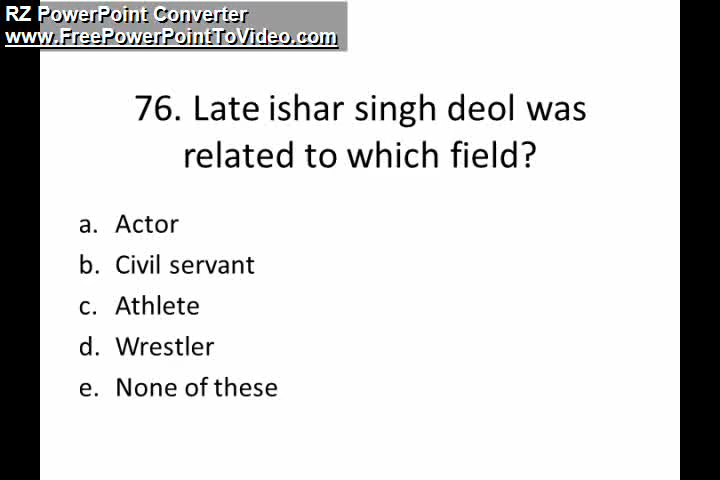 RZ PowerPoint Converter
www.FreePowerPointToVideo.com
76. Late ishar singh deol was
related to which field?
a. Actor
b. Civil servant
c. Athlete
d. Wrestler
e. None of these